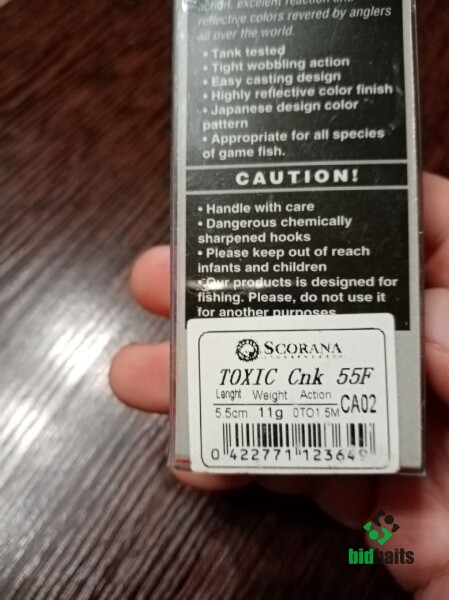 action, excelent reaction and
reflective colors revered by anglers
all over the world.
• Tank tested
• Tight wobbling action
• Easy casting design
• Highly reflective color finish
• Japanese design color
pattern
• Appropriate for all species
of game fish.
CAUTION!
• Handle with care
• Dangerous chemically
sharpened hooks
• Please keep out of reach
infants and children
• Our products is designed for
fishing. Please, do not use it
for another purposes
SCORANA
TOXIC Cnk 55F
Lenght Weight Action
5.5cm 11g 0TO1.5M CA02
0 422771 123649
bidbaits